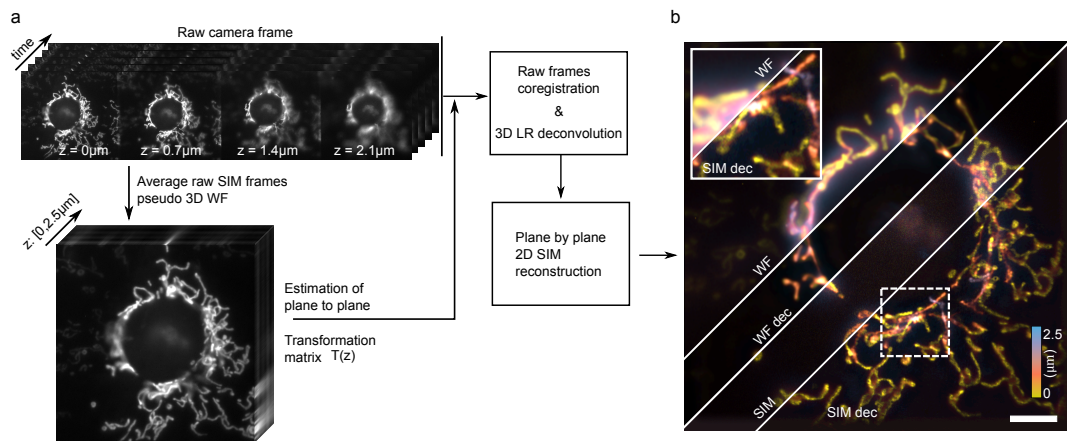 a
Raw camera frame
time
z = 0µm
z = 0.7µm
z = 1.4µm
z = 2.1µm
Average raw SIM frames
pseudo 3D WF
z: [0,2.5µm]
Estimation of
plane to plane
Transformation
matrix T(z)
Raw frames
coregistration
&
3D LR deconvolution
Plane by plane
2D SIM
reconstruction
b
WF
SIM dec
WF
WF dec
SIM
SIM dec
2.5
(µm)
0